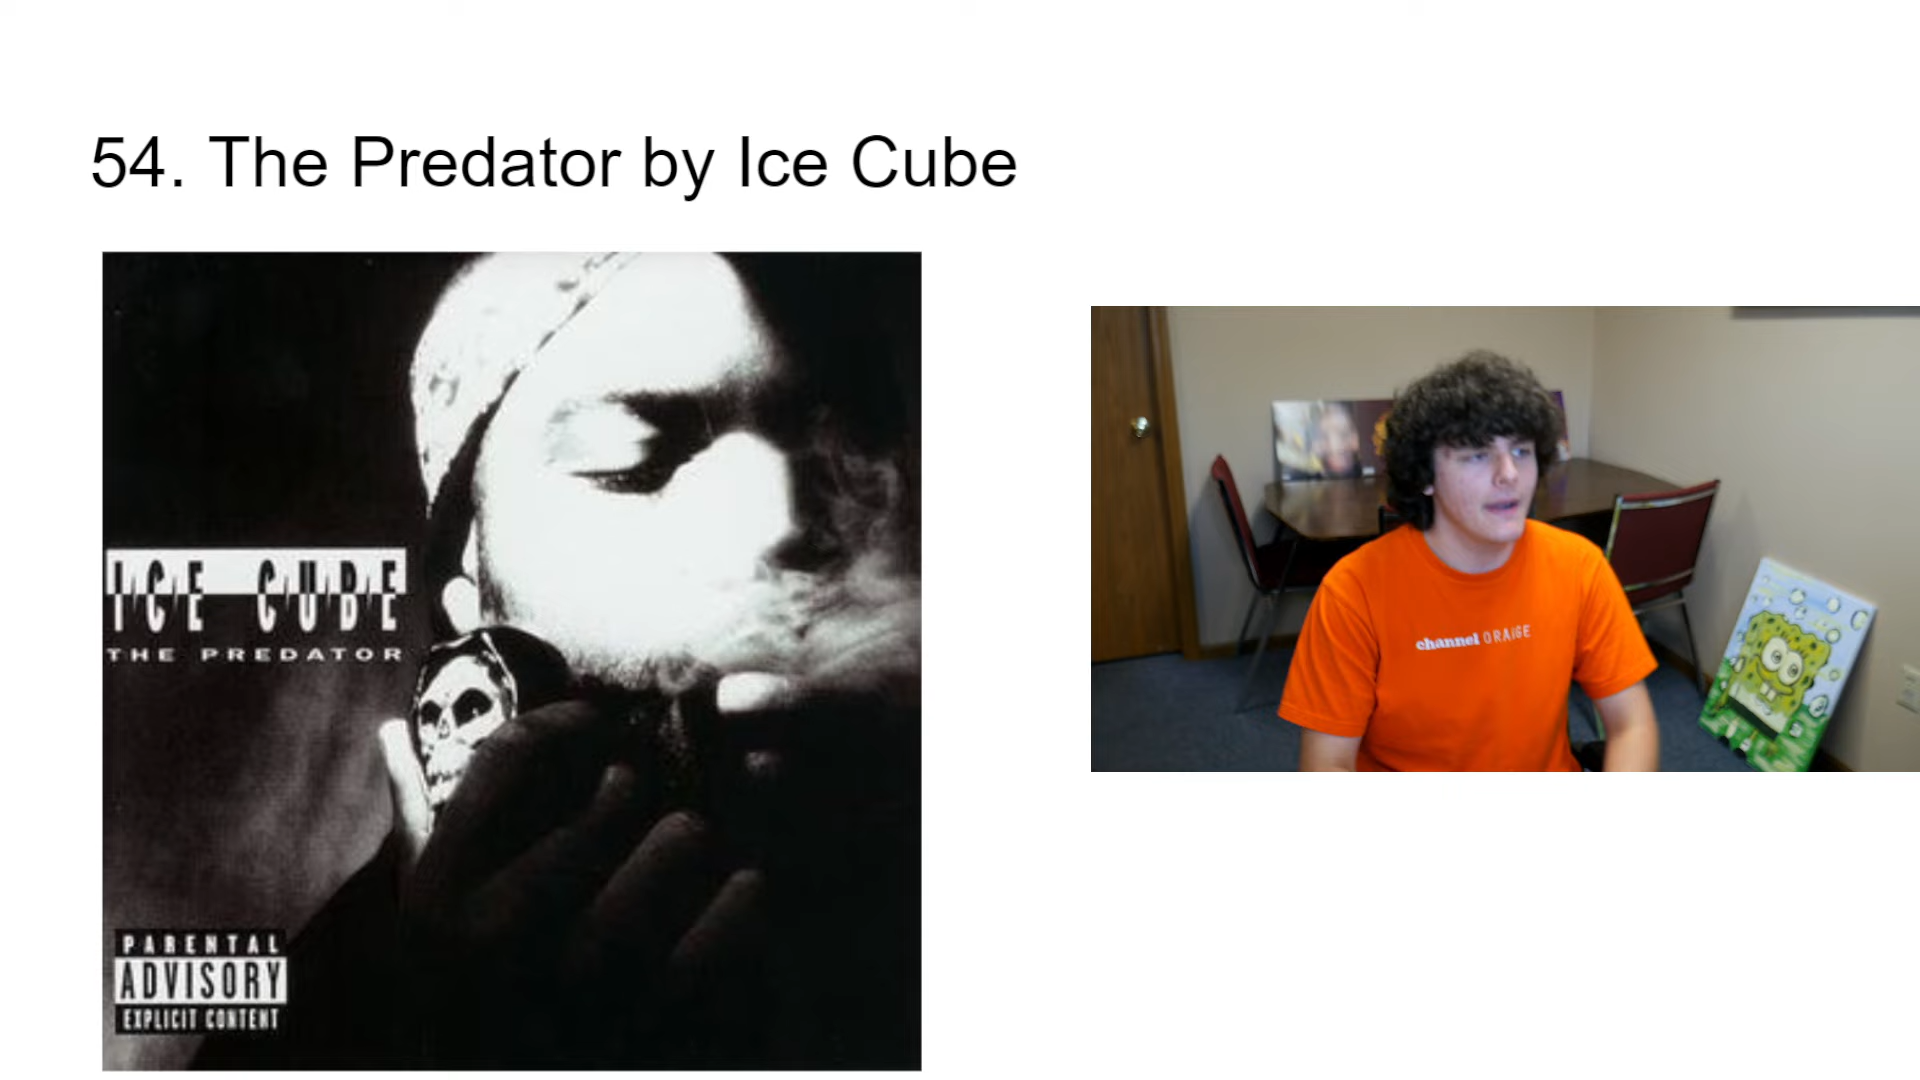 54. The Predator by Ice Cube
ICE CUBE
THE PREDATOR
PARENTAL
ADVISORY
EXPLICIT CONTENT
channel ORANGE